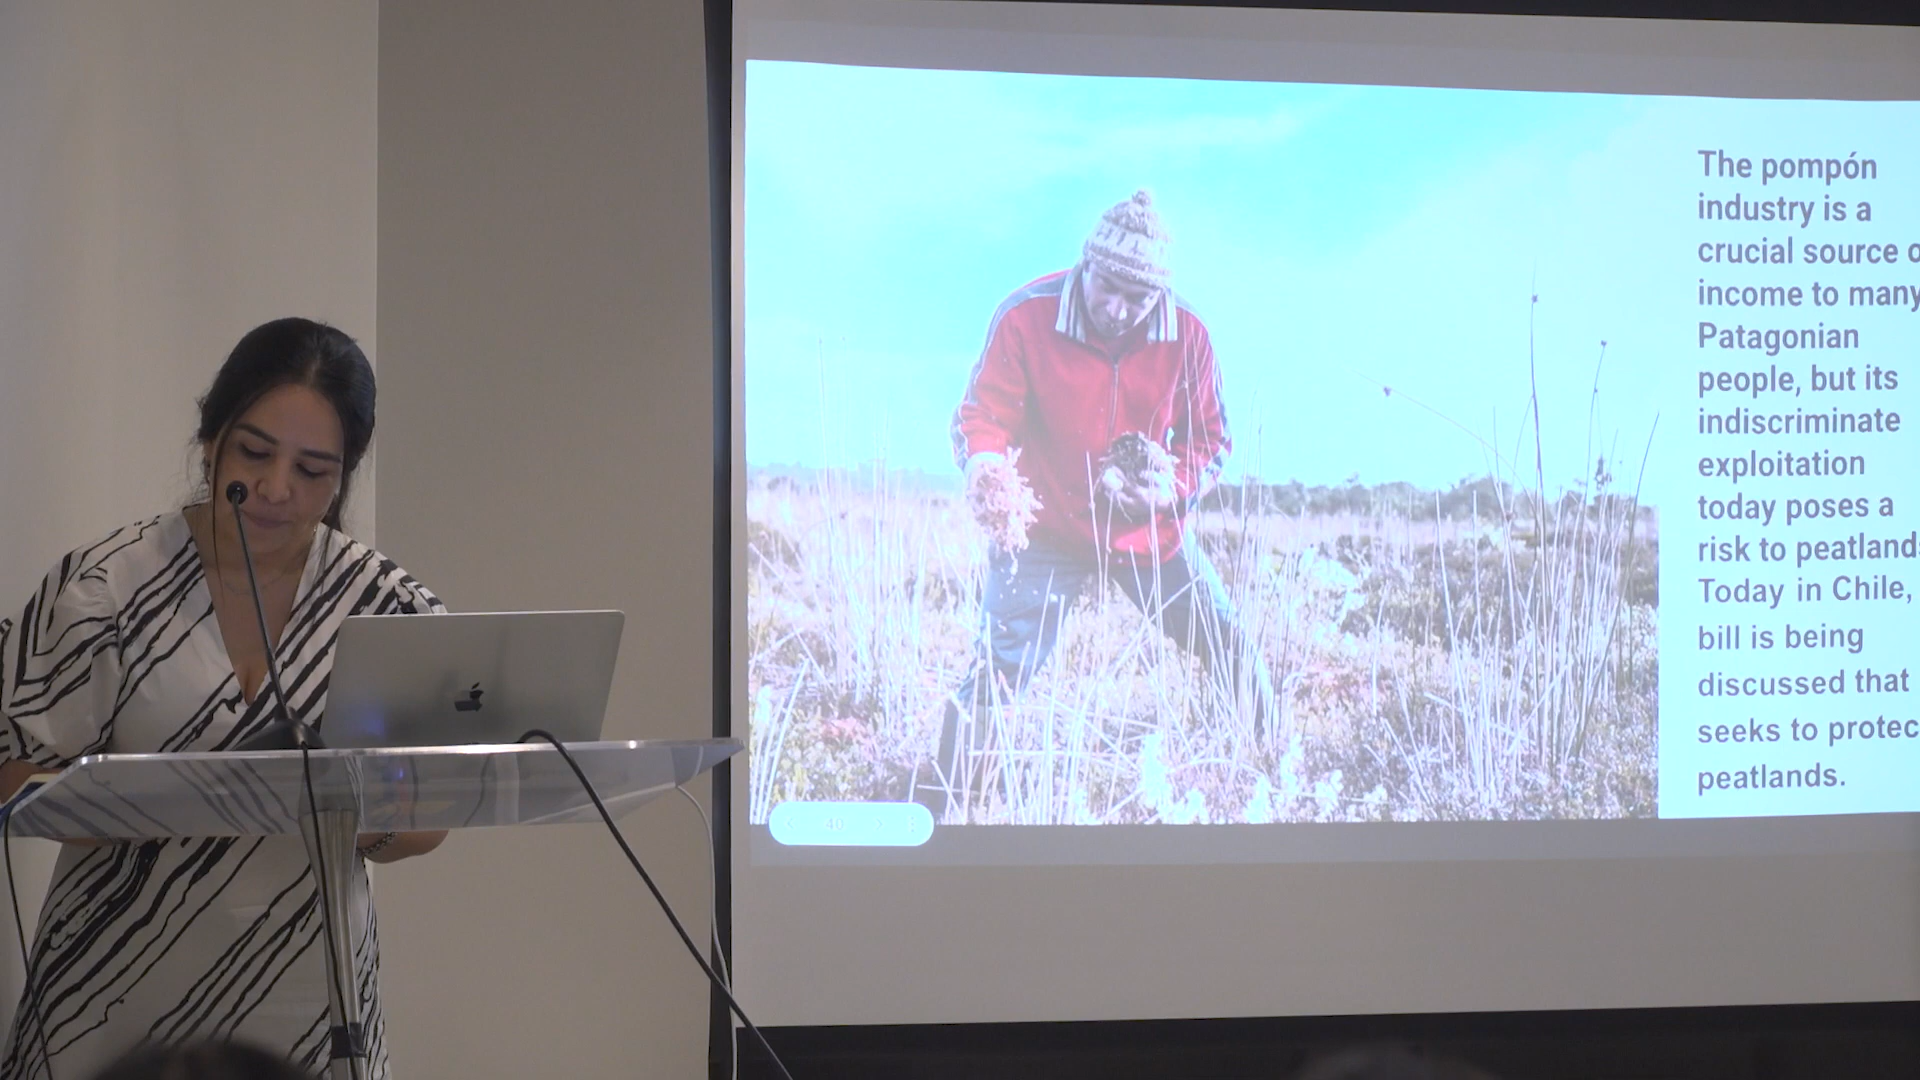 The pompón
industry is a
crucial source
income to many
Patagonian
people, but its
indiscriminate
exploitation
today poses a
risk to peatland
Today in Chile,
bill is being
discussed that
seeks to protec
peatlands.
40